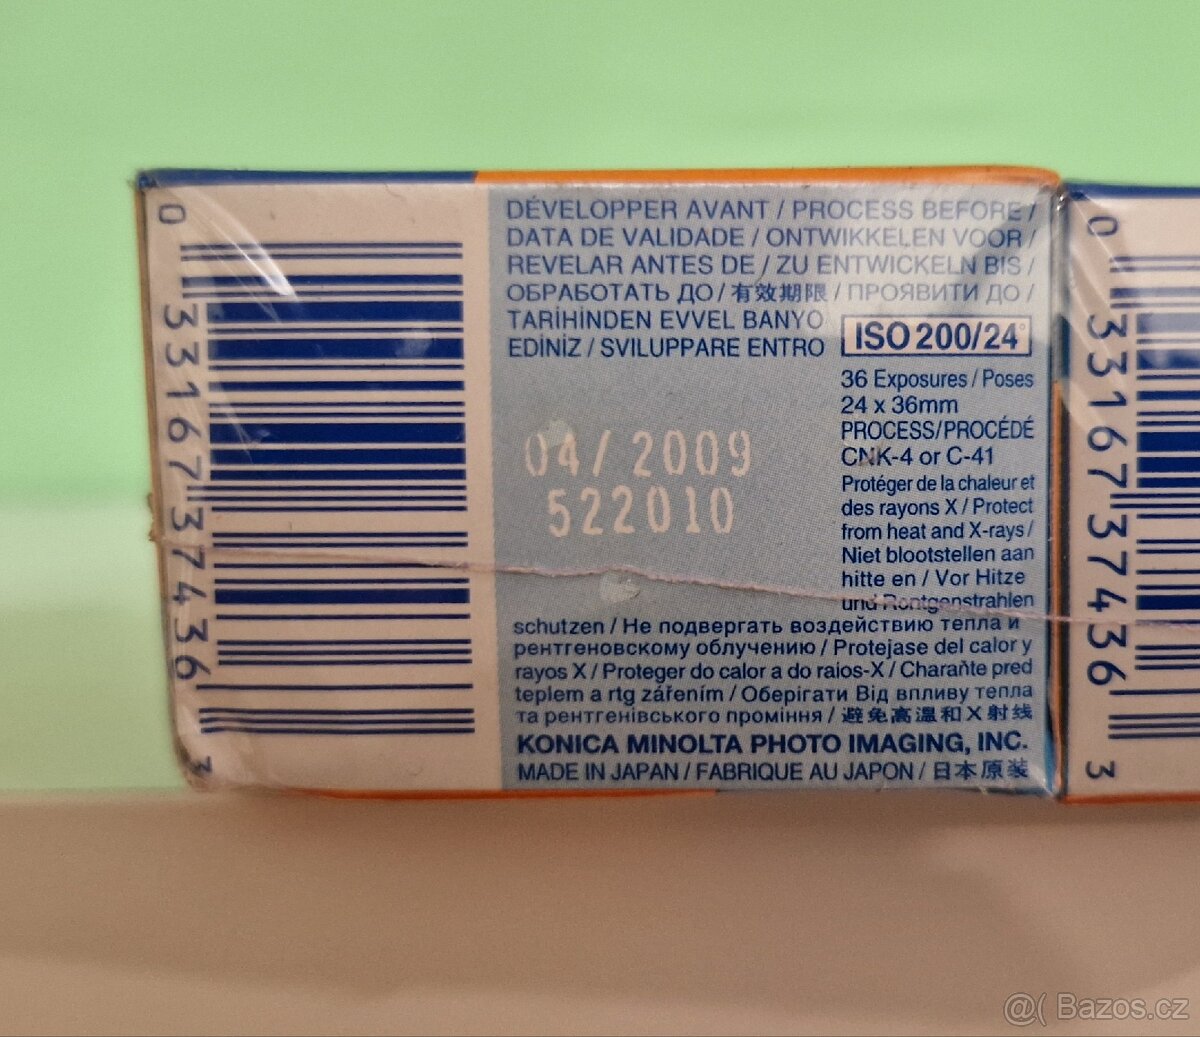 DÉVELOPPER AVANT / PROCESS BEFORE /
DATA DE VALIDADE / ONTWIKKELEN VOOR /
REVELAR ANTES DE / ZU ENTWICKELN BIS /
ОБРАБОТАТЬ ДО / 有效期限 / ПРОЯВИТИ ДО /
TARİHİNDEN EVVEL BANYO
EDİNİZ / SVILUPPARE ENTRO
ISO 200/24°
36 Exposures / Poses
24 x 36mm
PROCESS/PROCÉDÉ
CNK-4 or C-41
Protéger de la chaleur et
des rayons X / Protect
from heat and X-rays /
Niet blootstellen aan
hitte en / Vor Hitze
und Röntgenstrahlen
schutzen / Не подвергать воздействию тепла и
рентгеновскому облучению / Protejase del calor y
rayos X / Proteger do calor a do raios-X / Charaňte pred
teplem a rtg zářením / Оберігати Від впливу тепла
та рентгенівського проміння / 避免高温和X射线
KONICA MINOLTA PHOTO IMAGING, INC.
MADE IN JAPAN / FABRIQUE AU JAPON / 日本原装
04/2009
522010
0 33167 37436 3
0 33167 37436 3
@( Bazos.cz